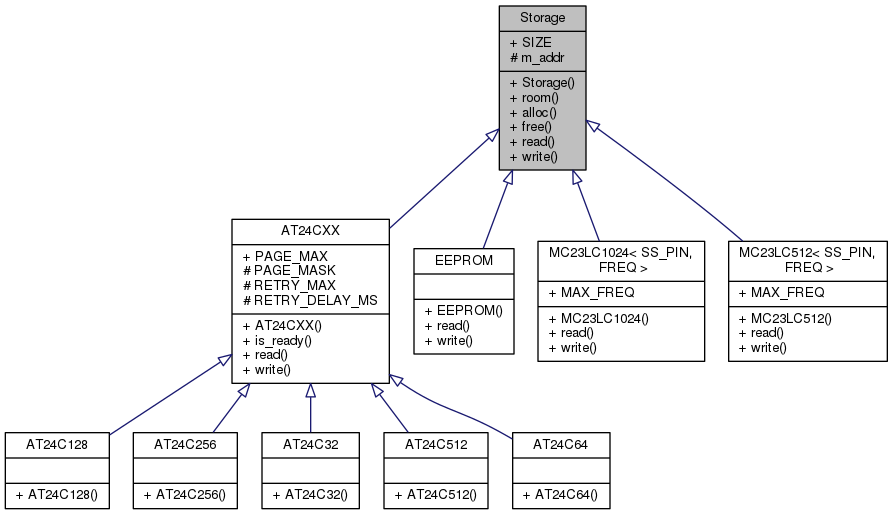 Storage
+ SIZE
# m_addr
+ Storage()
+ room()
+ alloc()
+ free()
+ read()
+ write()
AT24CXX
+ PAGE_MAX
# PAGE_MASK
# RETRY_MAX
# RETRY_DELAY_MS
+ AT24CXX()
+ is_ready()
+ read()
+ write()
EEPROM
+ EEPROM()
+ read()
+ write()
MC23LC1024< SS_PIN,
FREQ >
+ MAX_FREQ
+ MC23LC1024()
+ read()
+ write()
MC23LC512< SS_PIN,
FREQ >
+ MAX_FREQ
+ MC23LC512()
+ read()
+ write()
AT24C128
+ AT24C128()
AT24C256
+ AT24C256()
AT24C32
+ AT24C32()
AT24C512
+ AT24C512()
AT24C64
+ AT24C64()